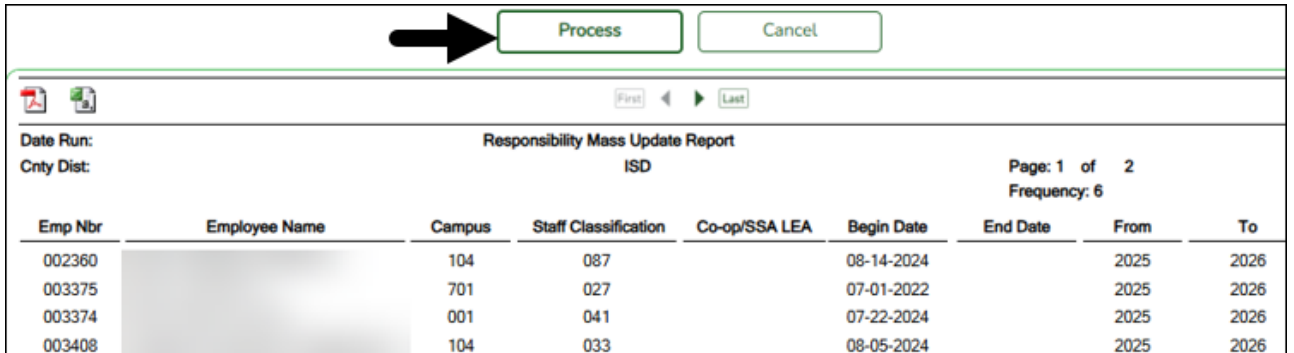 Process Cancel
First Last
Date Run: Responsibility Mass Update Report
Cnty Dist: ISD Page: 1 of 2
Frequency: 6
Emp Nbr Employee Name Campus Staff Classification Co-op/SSA LEA Begin Date End Date From To
002360 104 087 08-14-2024 2025 2026
003375 701 027 07-01-2022 2025 2026
003374 001 041 07-22-2024 2025 2026
003408 104 033 08-05-2024 2025 2026